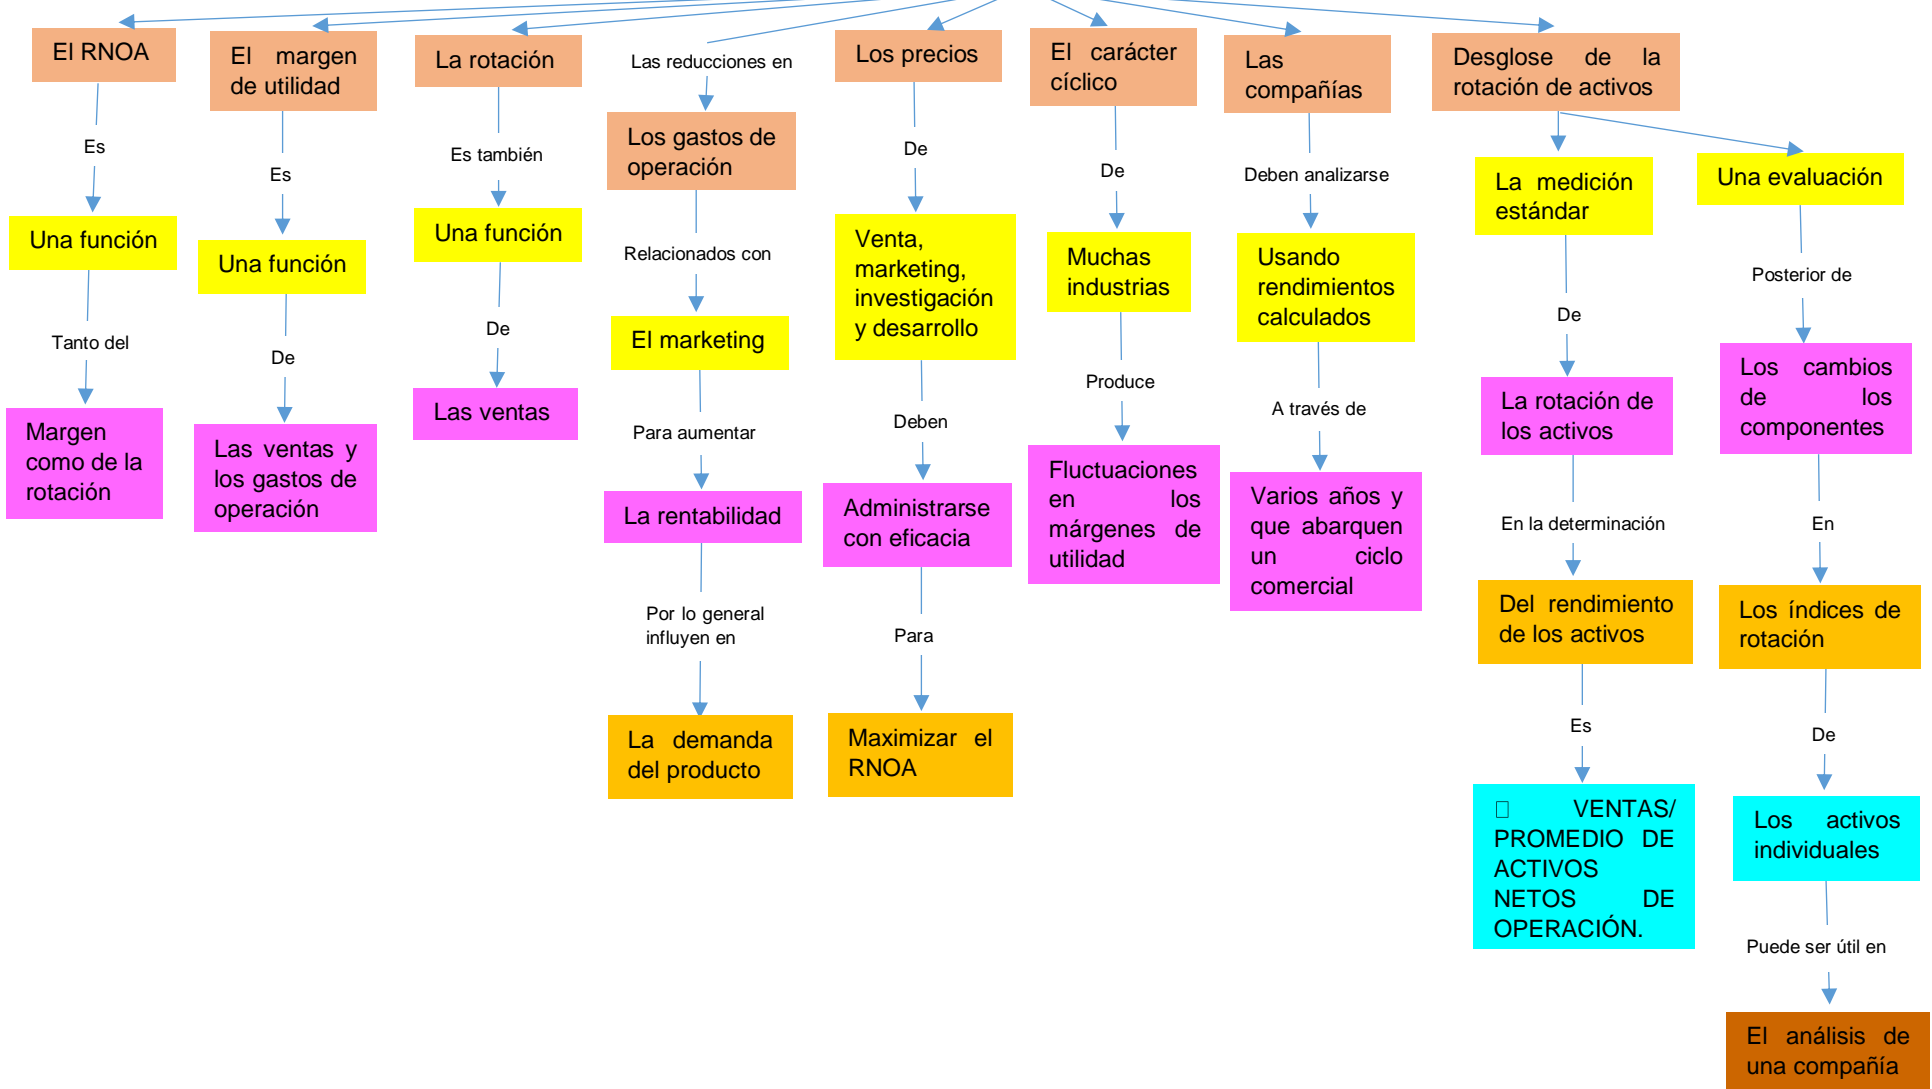 El RNOA
Es
Una función
Tanto del
Margen
como de la
rotación
El margen
de utilidad
Es
Una función
De
Las ventas y
los gastos de
operación
La rotación
Es también
Una función
De
Las ventas
Las reducciones en
Los gastos de
operación
Relacionados con
El marketing
Para aumentar
La rentabilidad
Por lo general
influyen en
La demanda
del producto
Los precios
De
Venta,
marketing,
investigación
y desarrollo
Deben
Administrarse
con eficacia
Para
Maximizar el
RNOA
El carácter
cíclico
De
Muchas
industrias
Produce
Fluctuaciones
en los
márgenes de
utilidad
Las
compañías
Deben analizarse
Usando
rendimientos
calculados
A través de
Varios años y
que abarquen
un ciclo
comercial
Desglose de la
rotación de activos
La medición
estándar
De
La rotación de
los activos
En la determinación
Del rendimiento
de los activos
Es
VENTAS/
PROMEDIO DE
ACTIVOS
NETOS DE
OPERACIÓN.
Una evaluación
Posterior de
Los cambios
de los
componentes
En
Los índices de
rotación
De
Los activos
individuales
Puede ser útil en
El análisis de
una compañía